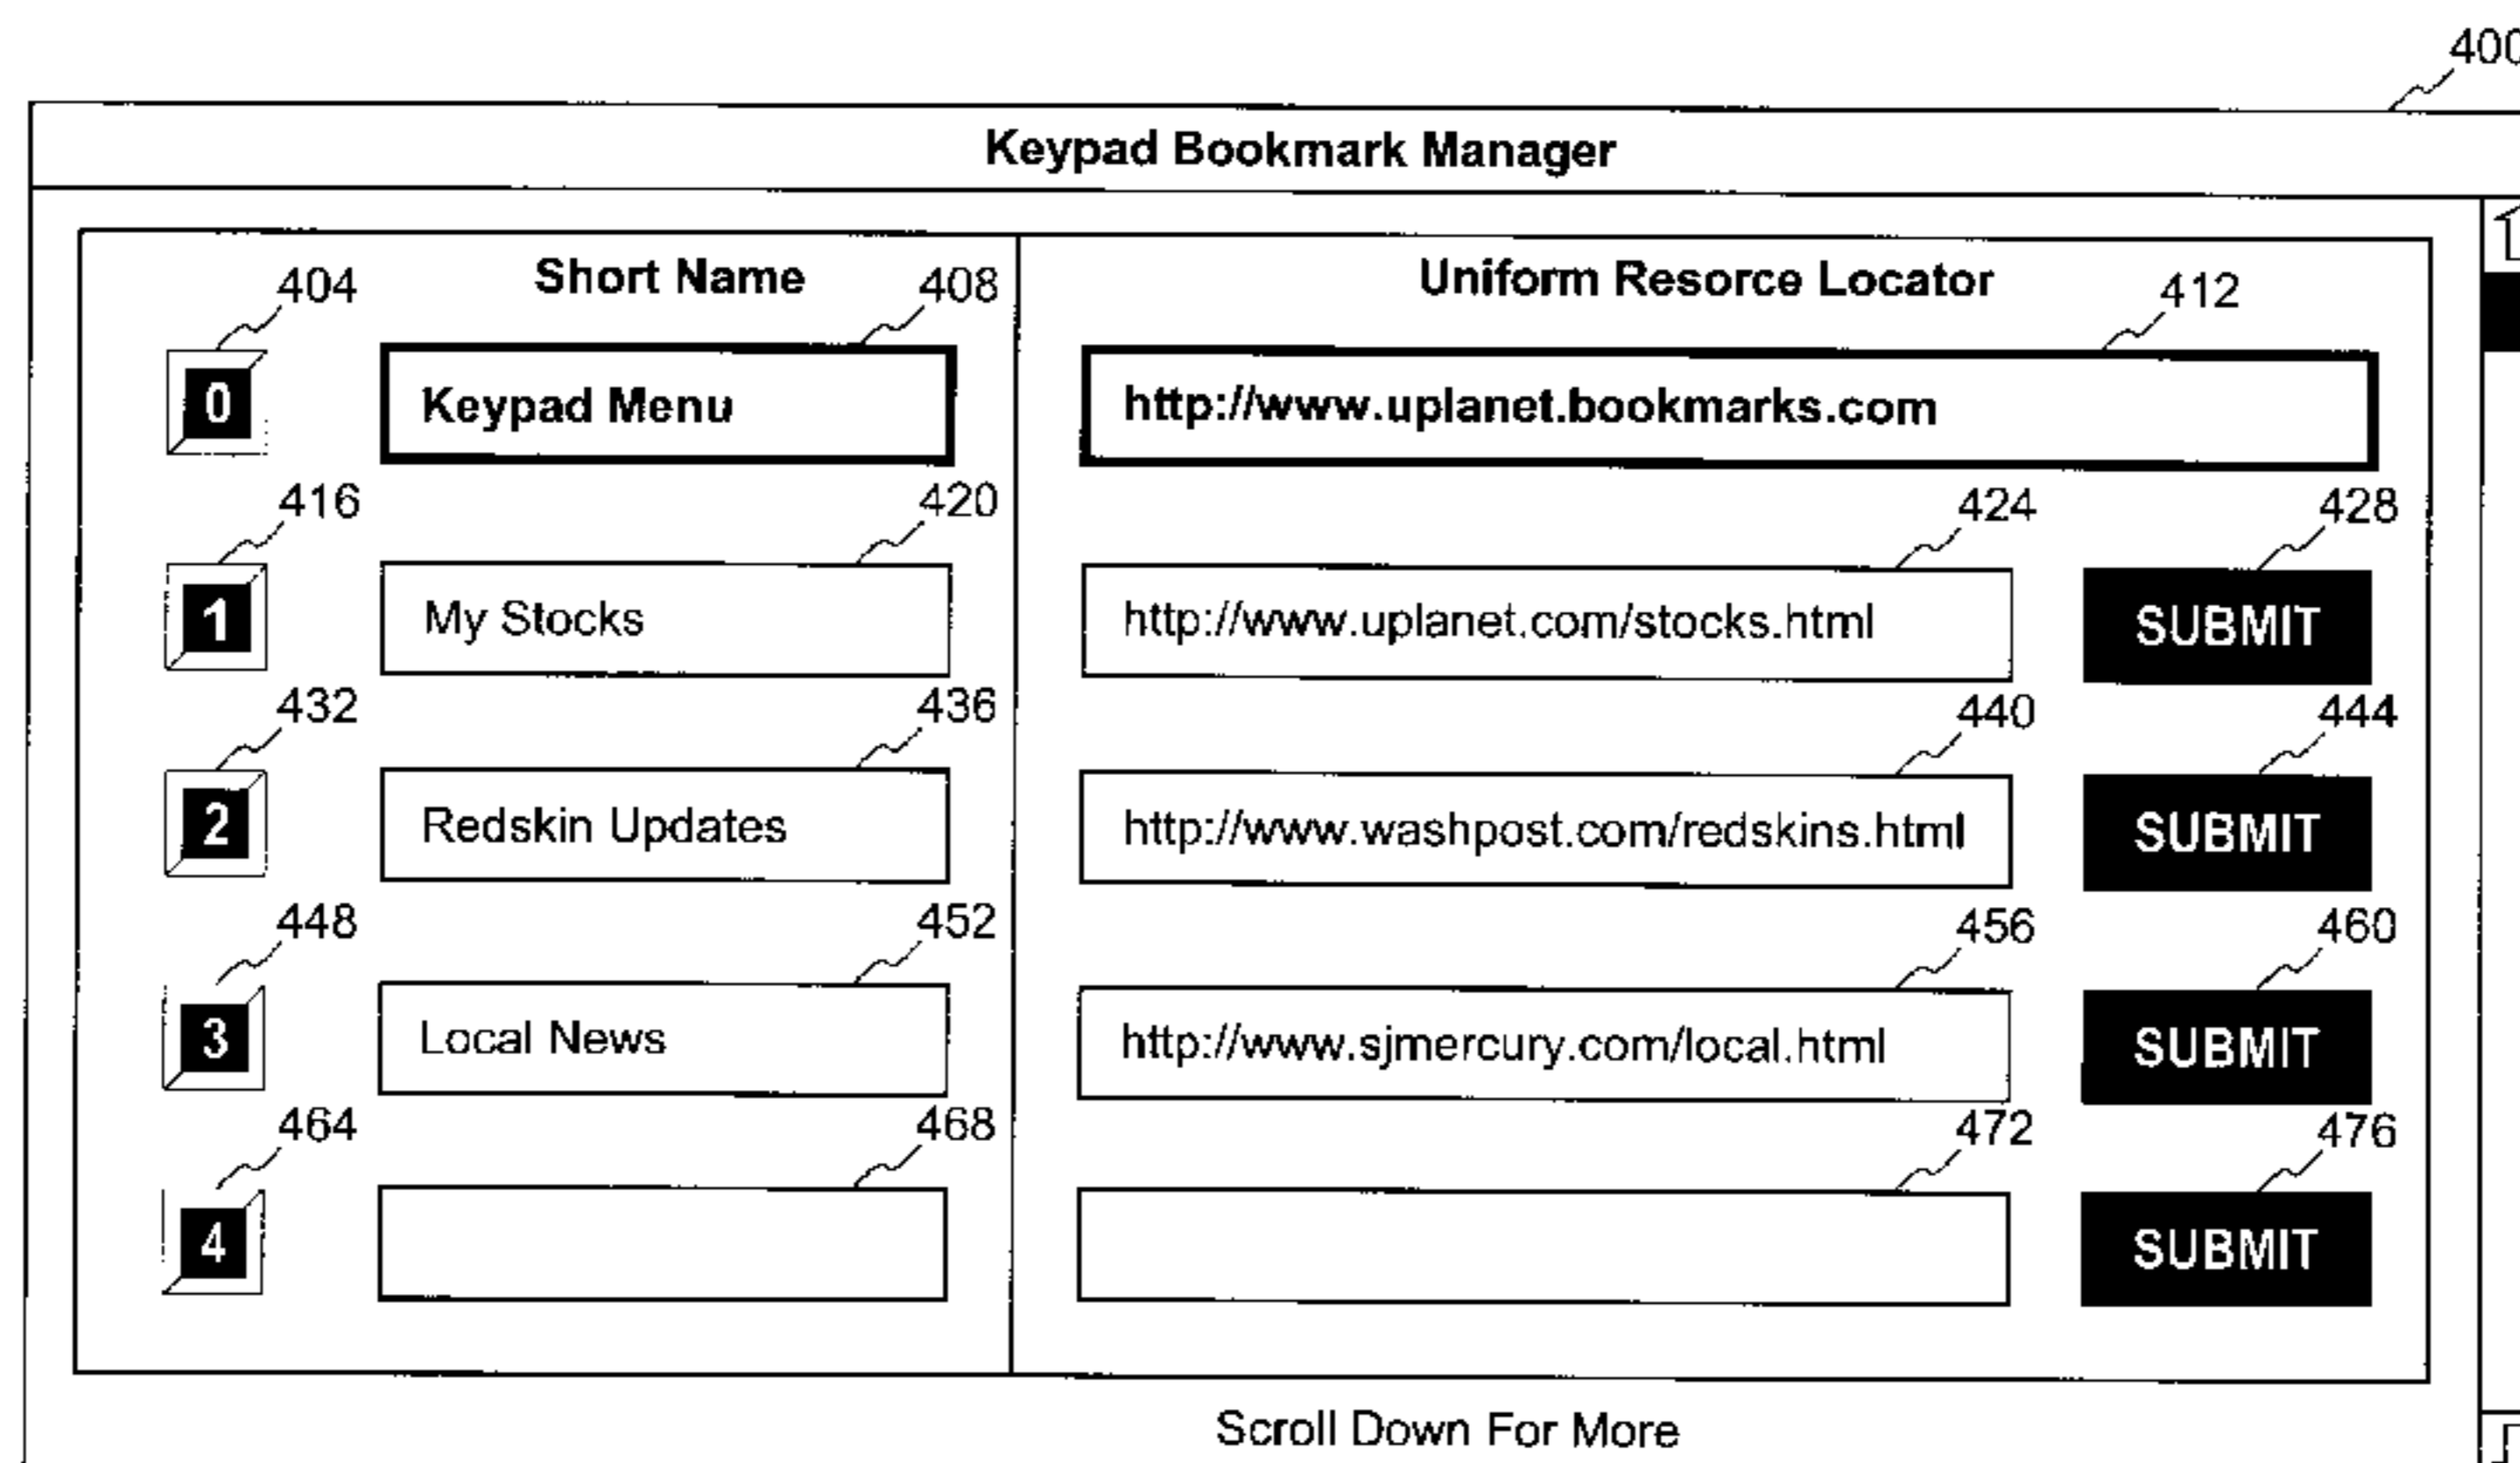 400
Keypad Bookmark Manager
Short Name Uniform Resorce Locator
404 408 412
0 Keypad Menu http://www.uplanet.bookmarks.com
416 420 424 428
1 My Stocks http://www.uplanet.com/stocks.html SUBMIT
432 436 440 444
2 Redskin Updates http://www.washpost.com/redskins.html SUBMIT
448 452 456 460
3 Local News http://www.sjmercury.com/local.html SUBMIT
464 468 472 476
4 SUBMIT
Scroll Down For More